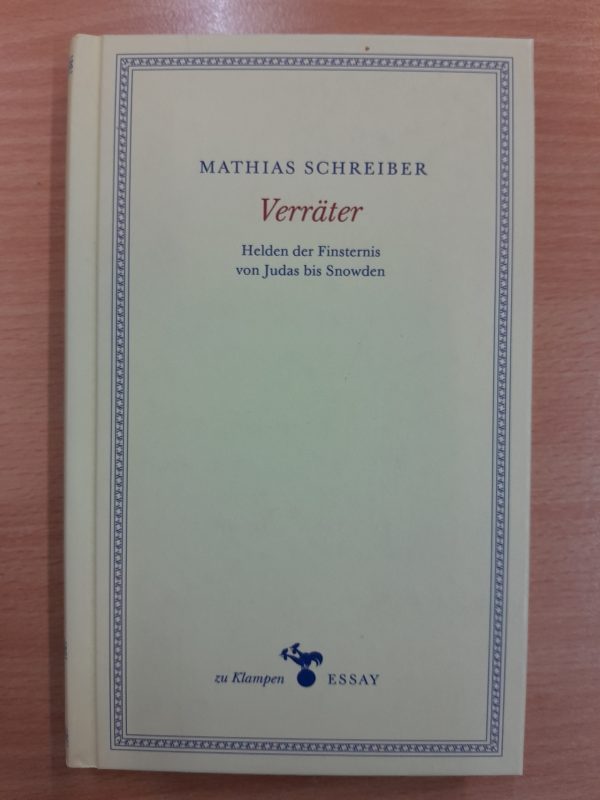 MATHIAS SCHREIBER
Verräter
Helden der Finsternis
von Judas bis Snowden
zu Klampen ESSAY